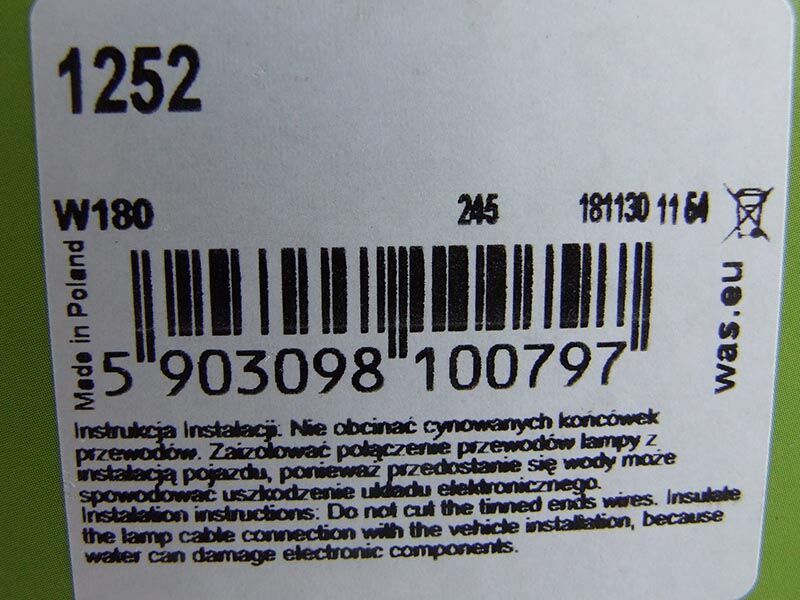 1252
W180 245 181130 11 54
Made in Poland
was.eu
5 903098 100797
Instrukcja Instalacji: Nie obcinać cynowanych końcówek
przewodów. Zaizolować połączenie przewodów lampy z
instalacją pojazdu, ponieważ przedostanie się wody może
spowodować uszkodzenie układu elektronicznego.
Instalation instructions: Do not cut the tinned ends wires. Insulate
the lamp cable connection with the vehicle installation, because
water can damage electronic components.